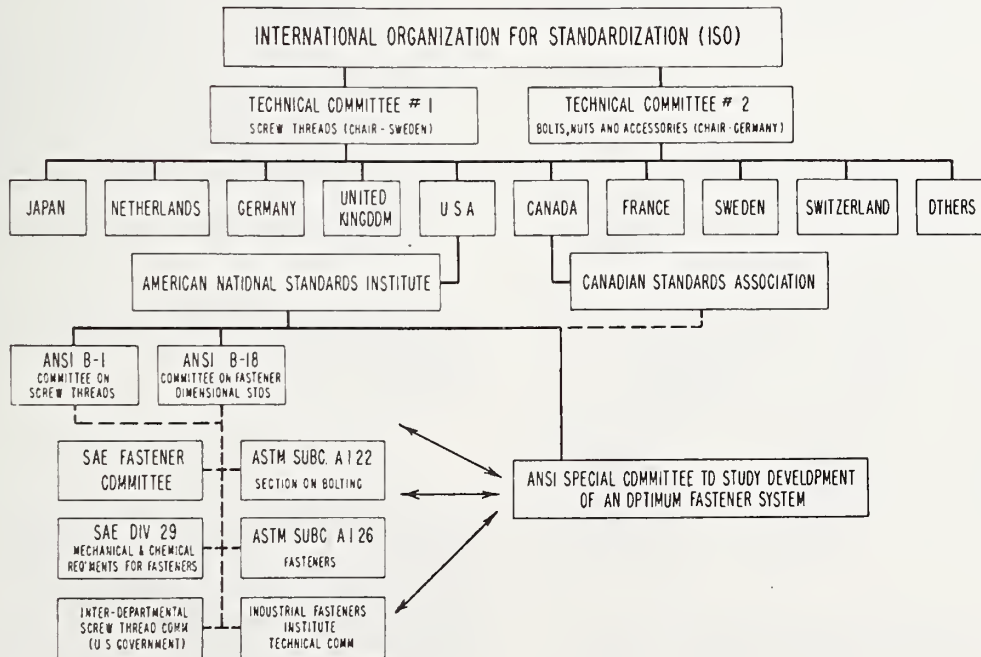 INTERNATIONAL ORGANIZATION FOR STANDARDIZATION (ISO)
TECHNICAL COMMITTEE # 1
SCREW THREADS (CHAIR - SWEDEN)
TECHNICAL COMMITTEE # 2
BOLTS, NUTS AND ACCESSORIES (CHAIR-GERMANY)
JAPAN
NETHERLANDS
GERMANY
UNITED
KINGDOM
U S A
CANADA
FRANCE
SWEDEN
SWITZERLAND
OTHERS
AMERICAN NATIONAL STANDARDS INSTITUTE
CANADIAN STANDARDS ASSOCIATION
ANSI B-1
COMMITTEE ON
SCREW THREADS
ANSI B-18
COMMITTEE ON FASTENER
DIMENSIONAL STDS
SAE FASTENER
COMMITTEE
ASTM SUBC. A I 22
SECTION ON BOLTING
ANSI SPECIAL COMMITTEE TO STUDY DEVELOPMENT
OF AN OPTIMUM FASTENER SYSTEM
SAE DIV 29
MECHANICAL & CHEMICAL
REQ'MENTS FOR FASTENERS
ASTM SUBC A I 26
FASTENERS
INTER-DEPARTMENTAL
SCREW THREAD COMM
(U S GOVERNMENT)
INDUSTRIAL FASTENERS
INSTITUTE
TECHNICAL COMM